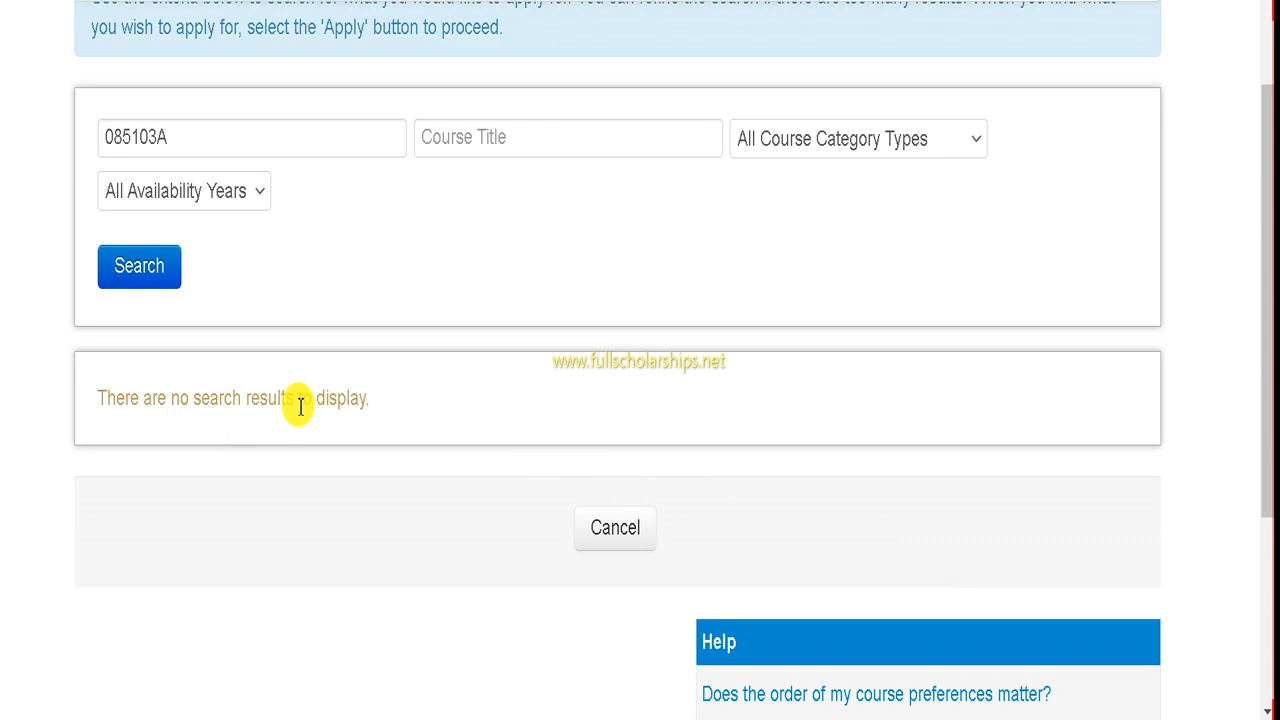 you wish to apply for, select the 'Apply' button to proceed.
085103A
Course Title
All Course Category Types
All Availability Years
Search
www.fullscholarships.net
There are no search results to display.
Cancel
Help
Does the order of my course preferences matter?